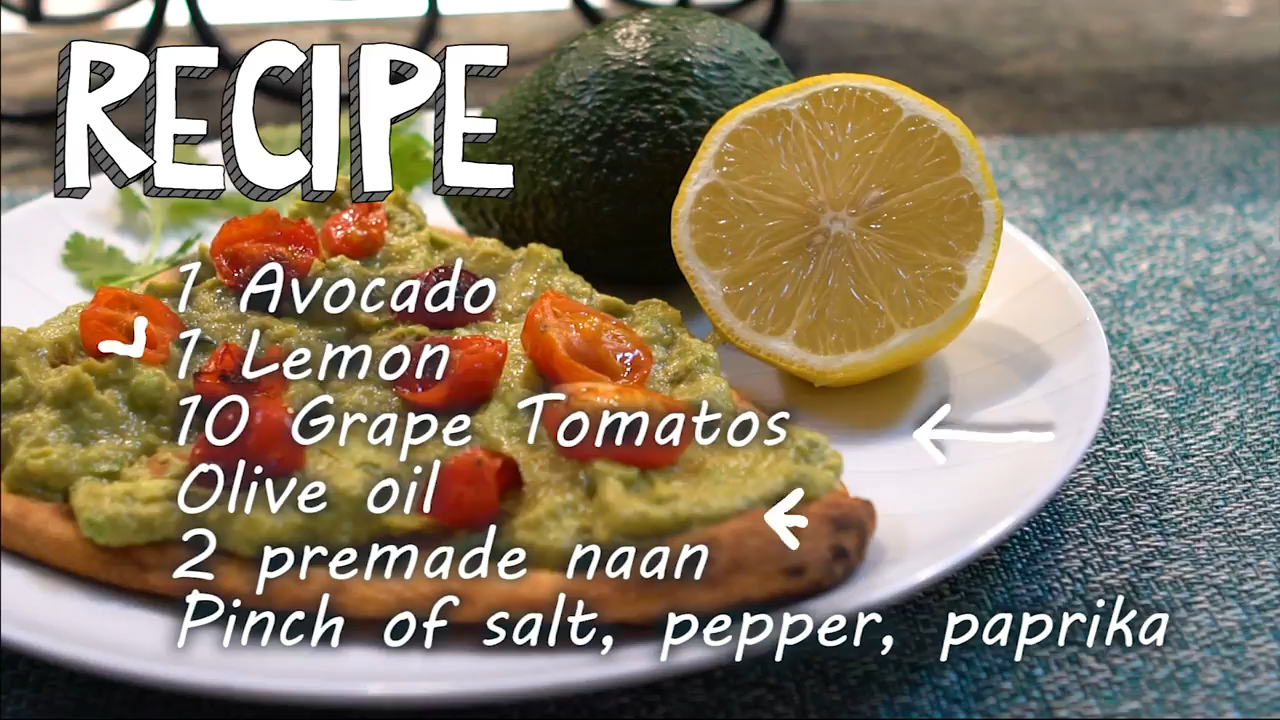 RECIPE
1 Avocado
1 Lemon
10 Grape Tomatos
Olive oil
2 premade naan
Pinch of salt, pepper, paprika